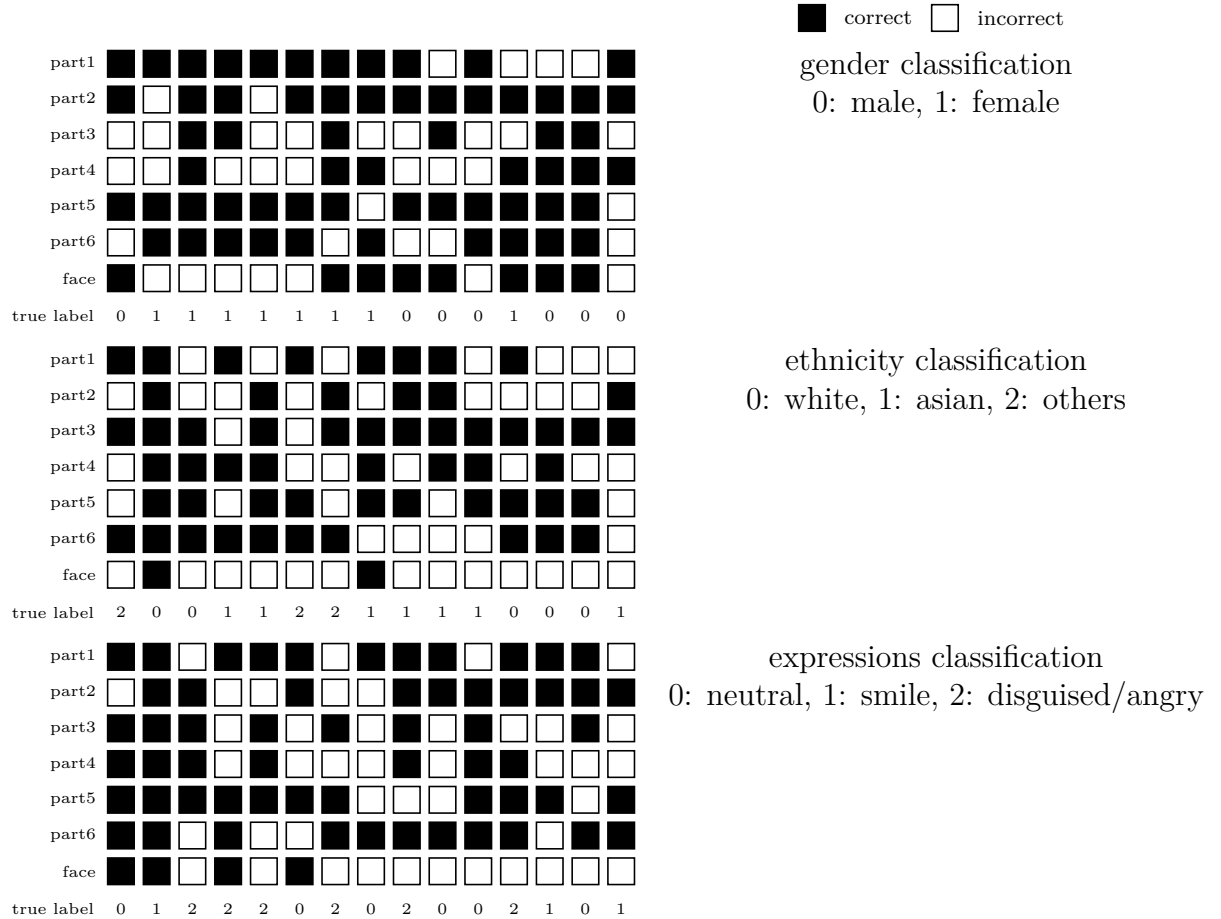 correct incorrect
part1
gender classification
0: male, 1: female
part2
part3
part4
part5
part6
face
true label 0 1 1 1 1 1 1 1 0 0 0 1 0 0 0
part1
ethnicity classification
0: white, 1: asian, 2: others
part2
part3
part4
part5
part6
face
true label 2 0 0 1 1 2 2 1 1 1 1 0 0 0 1
part1
expressions classification
0: neutral, 1: smile, 2: disguised/angry
part2
part3
part4
part5
part6
face
true label 0 1 2 2 2 0 2 0 2 0 0 2 1 0 1